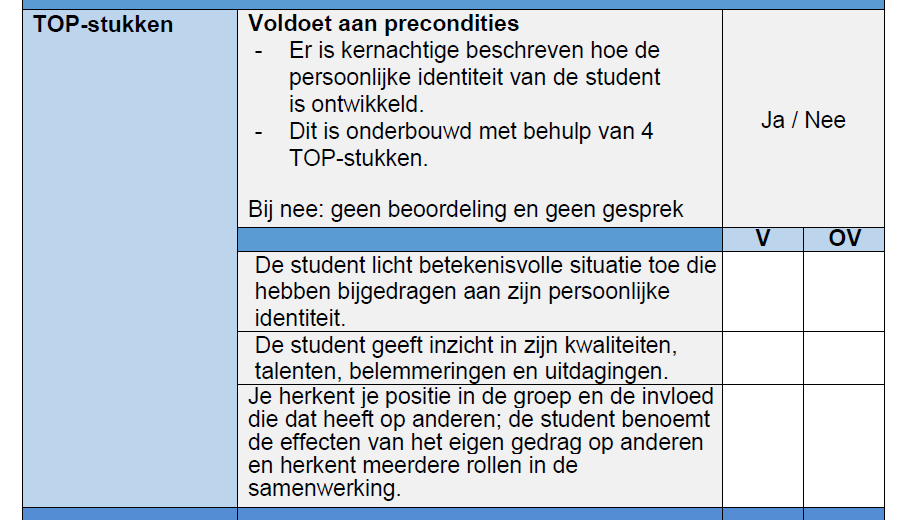 TOP-stukken
Voldoet aan precondities
- Er is kernachtige beschreven hoe de
persoonlijke identiteit van de student
is ontwikkeld.
- Dit is onderbouwd met behulp van 4
TOP-stukken.
Bij nee: geen beoordeling en geen gesprek
Ja / Nee
V OV
De student licht betekenisvolle situatie toe die
hebben bijgedragen aan zijn persoonlijke
identiteit.
De student geeft inzicht in zijn kwaliteiten,
talenten, belemmeringen en uitdagingen.
Je herkent je positie in de groep en de invloed
die dat heeft op anderen; de student benoemt
de effecten van het eigen gedrag op anderen
en herkent meerdere rollen in de
samenwerking.